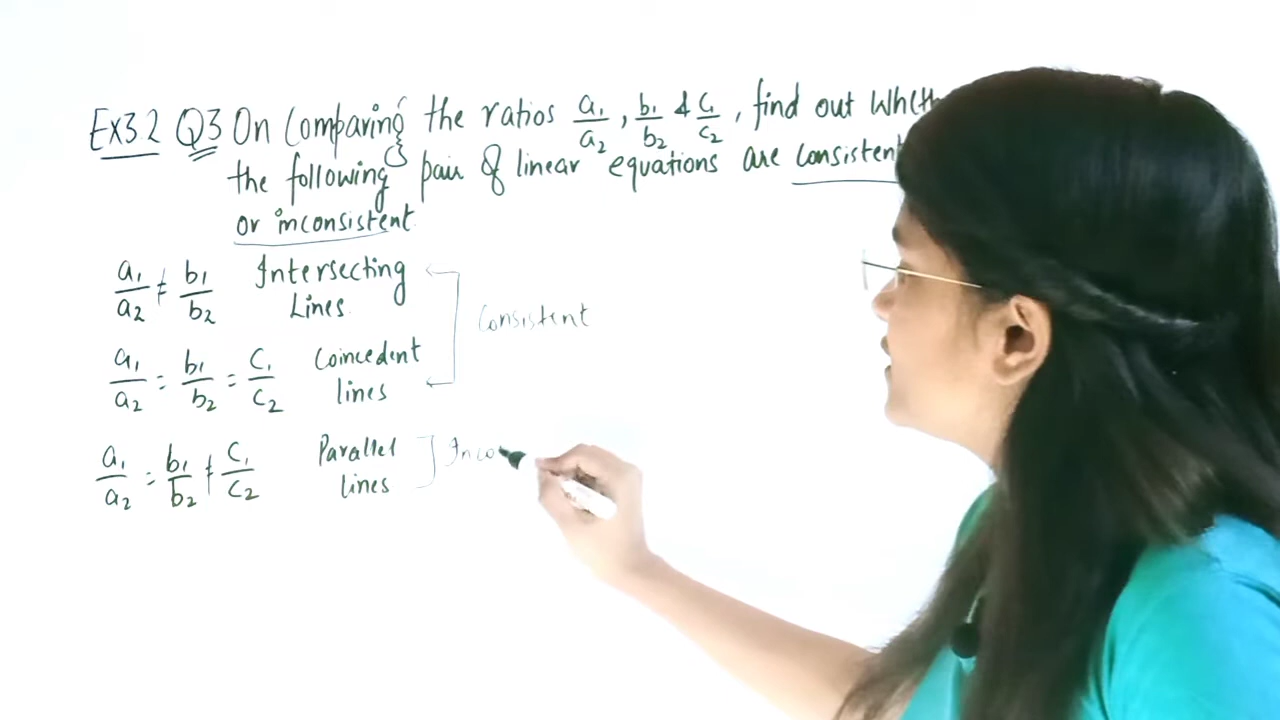 Ex3.2 Q3 On Comparing the ratios a₁/a₂, b₁/b₂ & c₁/c₂, find out Wheth
the following pair of linear equations are consistent
or inconsistent.
a₁/a₂ ≠ b₁/b₂ Intersecting Lines.
Consistent
a₁/a₂ = b₁/b₂ = c₁/c₂ Coincedent lines
a₁/a₂ = b₁/b₂ ≠ c₁/c₂ Parallel lines Inco